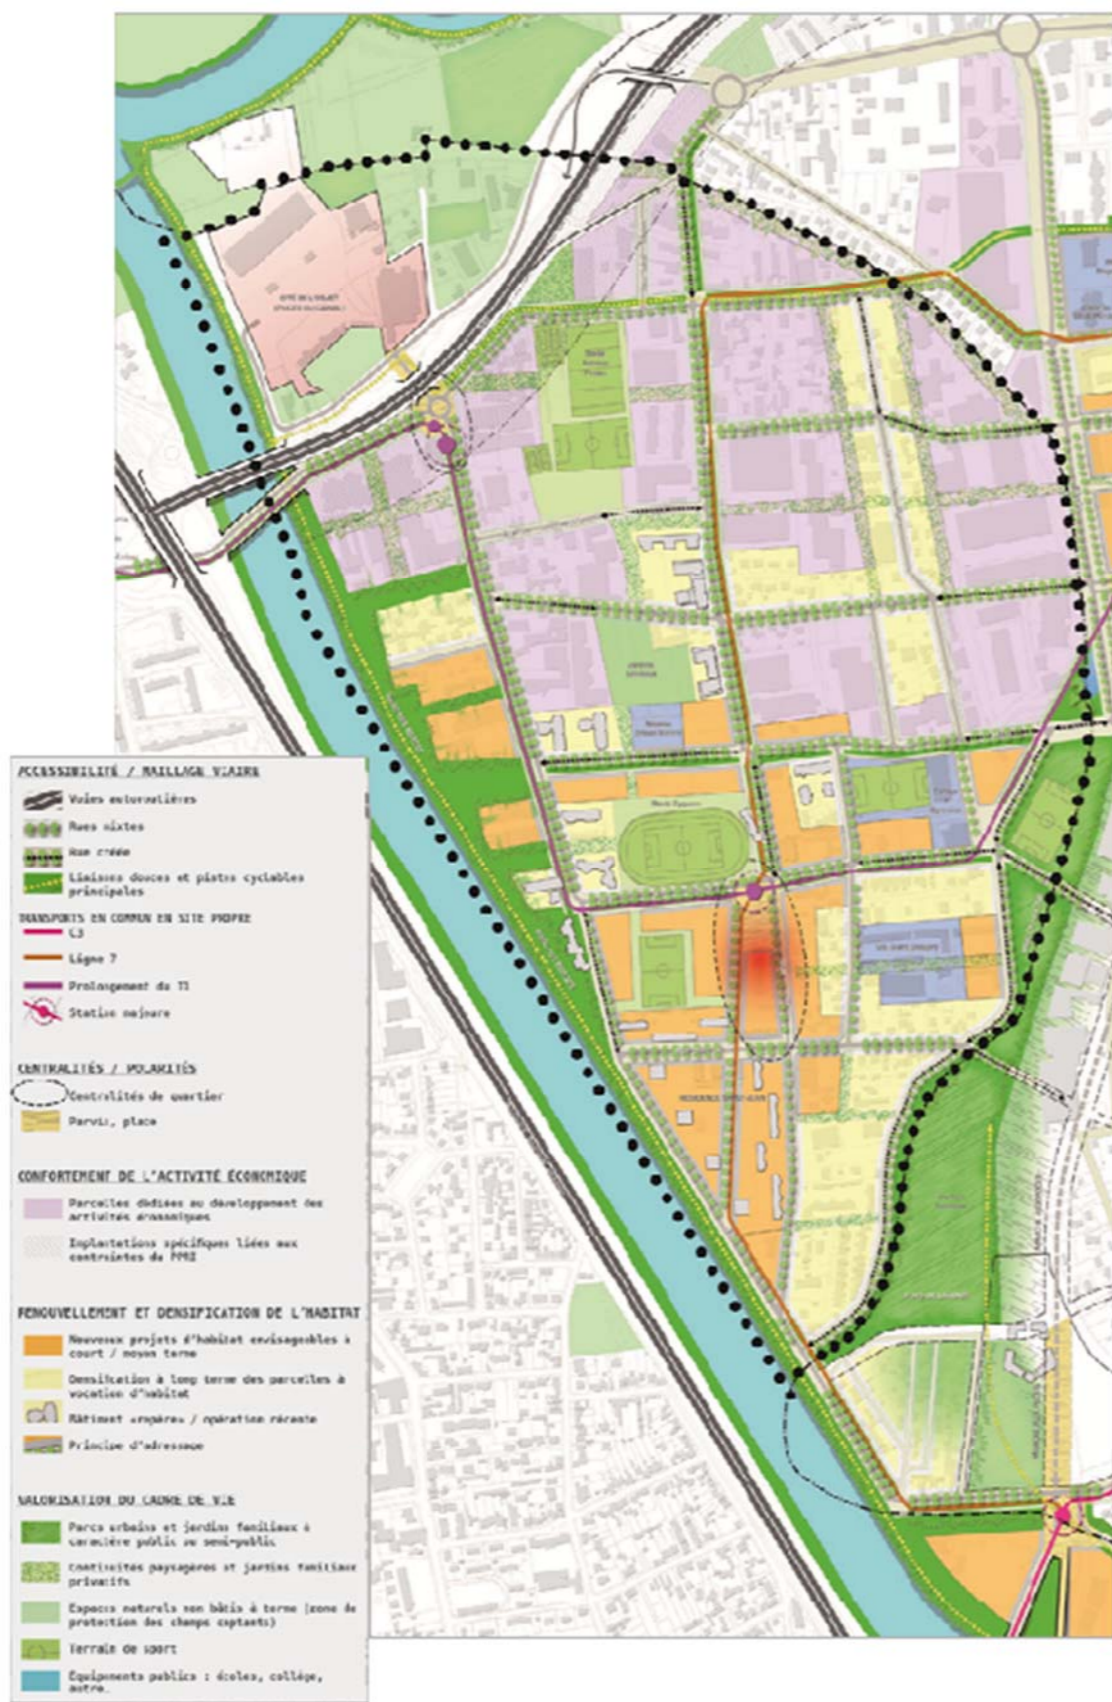 ACCESSIBILITÉ / MAILLAGE VIAIRE
Voies autoroutières
Rues mixtes
Rue créée
Liaisons douces et pistes cyclables
principales
TRANSPORTS EN COMMUN EN SITE PROPRE
C3
Ligne 7
Prolongement du T1
Station majeure
CENTRALITÉS / POLARITÉS
Centralités de quartier
Parvis, place
CONFORTEMENT DE L'ACTIVITÉ ÉCONOMIQUE
Parcelles dédiées au développement des
activités économiques
Implantations spécifiques liées aux
contraintes du PPRI
RENOUVELLEMENT ET DENSIFICATION DE L'HABITAT
Nouveaux projets d'habitat envisageables à
court / moyen terme
Densification à long terme des parcelles à
vocation d'habitat
Bâtiment «repère» / opération récente
Principe d'adressage
VALORISATION DU CADRE DE VIE
Parcs urbains et jardins familiaux à
caractère public ou semi-public
Continuités paysagères et jardins familiaux
privatifs
Espaces naturels non bâtis à terme (zone de
protection des champs captants)
Terrain de sport
Équipements publics : écoles, collège,
autre.